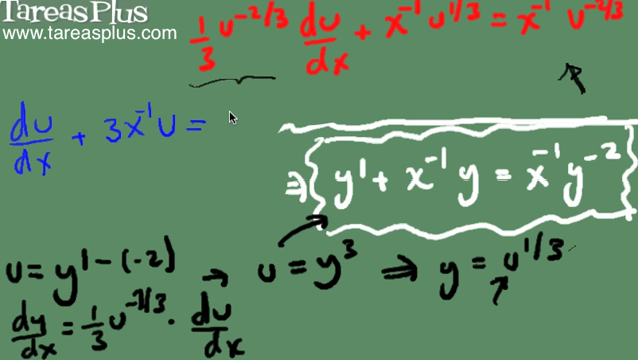 TareasPlus
www.tareasplus.com
1/3 u^-2/3 du/dx + x^-1 u^1/3 = x^-1 u^-2/3
du/dx + 3x^-1 u =
⇒ y' + x^-1 y = x^-1 y^-2
u = y^1-(-2) → u = y^3 ⇒ y = u^1/3
dy/dx = 1/3 u^-2/3 · du/dx